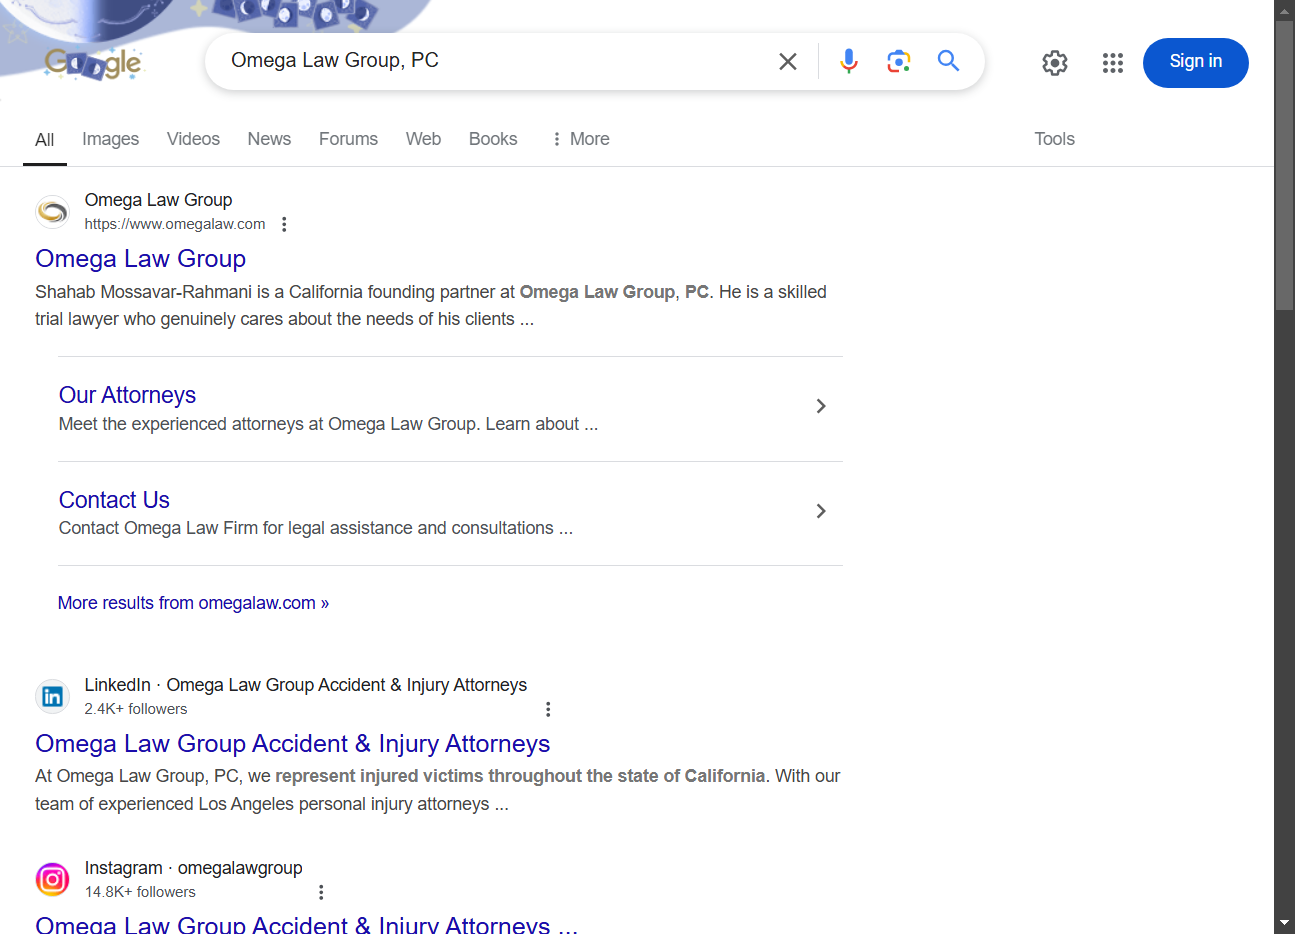 Google
Omega Law Group, PC
Sign in
All
Images
Videos
News
Forums
Web
Books
More
Tools
Omega Law Group
https://www.omegalaw.com
Omega Law Group
Shahab Mossavar-Rahmani is a California founding partner at Omega Law Group, PC. He is a skilled
trial lawyer who genuinely cares about the needs of his clients ...
Our Attorneys
Meet the experienced attorneys at Omega Law Group. Learn about ...
Contact Us
Contact Omega Law Firm for legal assistance and consultations ...
More results from omegalaw.com »
in
LinkedIn · Omega Law Group Accident & Injury Attorneys
2.4K+ followers
Omega Law Group Accident & Injury Attorneys
At Omega Law Group, PC, we represent injured victims throughout the state of California. With our
team of experienced Los Angeles personal injury attorneys ...
Instagram · omegalawgroup
14.8K+ followers
Omega Law Group Accident & Injury Attorneys ...